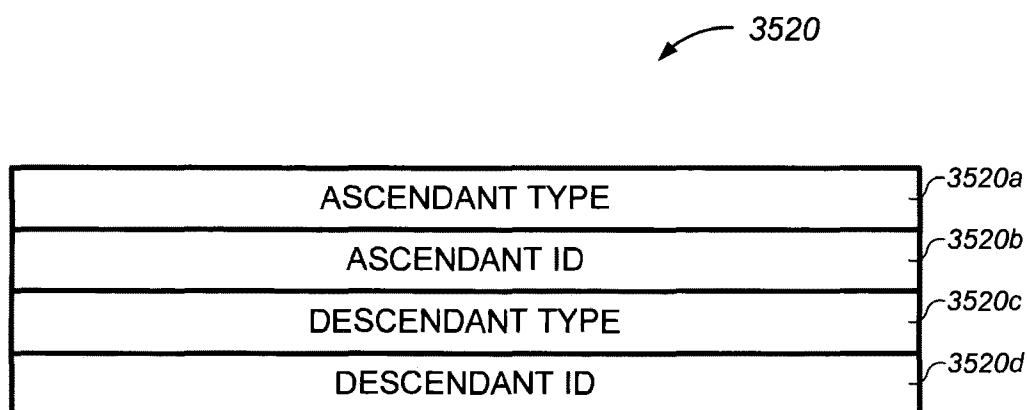 3520
ASCENDANT TYPE 3520a
ASCENDANT ID 3520b
DESCENDANT TYPE 3520c
DESCENDANT ID 3520d